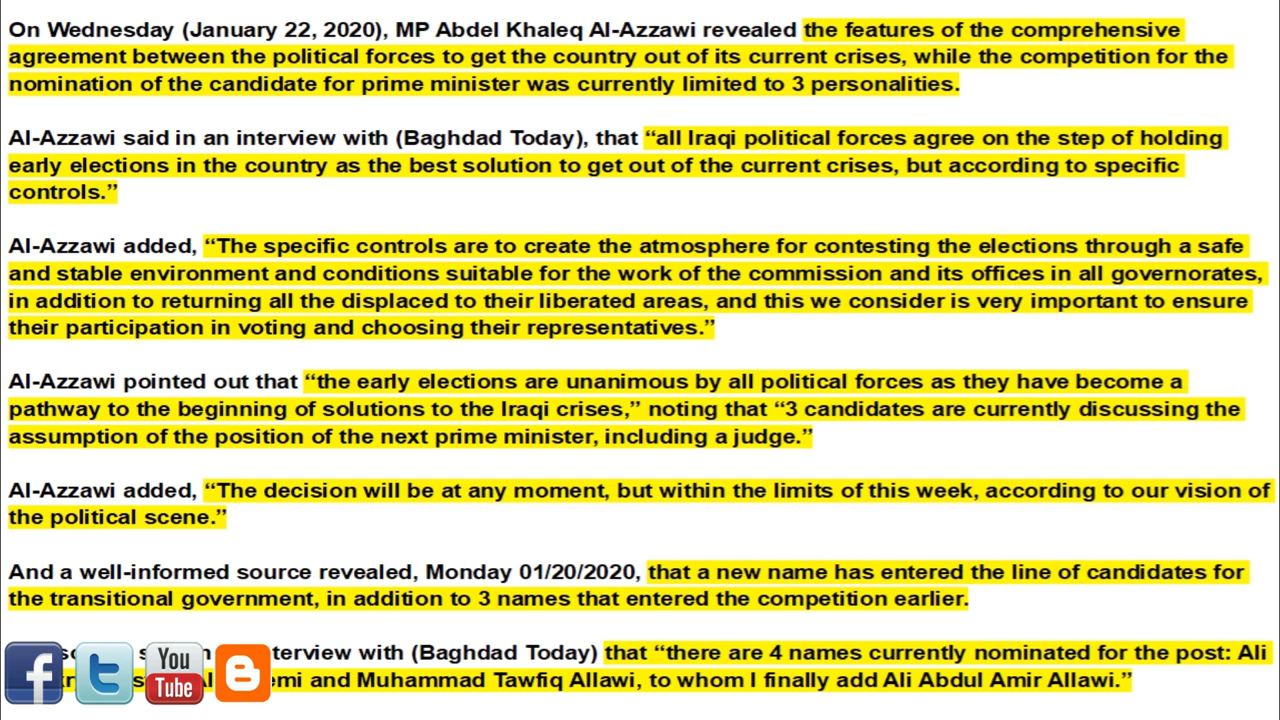 On Wednesday (January 22, 2020), MP Abdel Khaleq Al-Azzawi revealed the features of the comprehensive
agreement between the political forces to get the country out of its current crises, while the competition for the
nomination of the candidate for prime minister was currently limited to 3 personalities.
Al-Azzawi said in an interview with (Baghdad Today), that “all Iraqi political forces agree on the step of holding
early elections in the country as the best solution to get out of the current crises, but according to specific
controls.”
Al-Azzawi added, “The specific controls are to create the atmosphere for contesting the elections through a safe
and stable environment and conditions suitable for the work of the commission and its offices in all governorates,
in addition to returning all the displaced to their liberated areas, and this we consider is very important to ensure
their participation in voting and choosing their representatives.”
Al-Azzawi pointed out that “the early elections are unanimous by all political forces as they have become a
pathway to the beginning of solutions to the Iraqi crises,” noting that “3 candidates are currently discussing the
assumption of the position of the next prime minister, including a judge.”
Al-Azzawi added, “The decision will be at any moment, but within the limits of this week, according to our vision of
the political scene.”
And a well-informed source revealed, Monday 01/20/2020, that a new name has entered the line of candidates for
the transitional government, in addition to 3 names that entered the competition earlier.
with (Baghdad Today) that “there are 4 names currently nominated for the post: Ali
and Muhammad Tawfiq Allawi, to whom I finally add Ali Abdul Amir Allawi.”
You
Tube